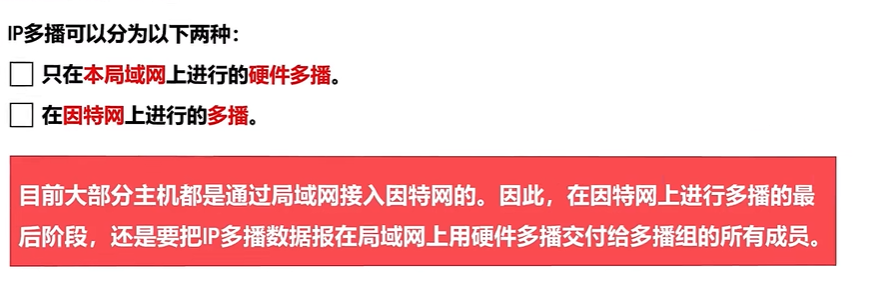 IP多播可以分为以下两种：
只在本局域网上进行的硬件多播。
在因特网上进行的多播。
目前大部分主机都是通过局域网接入因特网的。因此，在因特网上进行多播的最
后阶段，还是要把IP多播数据报在局域网上用硬件多播交付给多播组的所有成员。